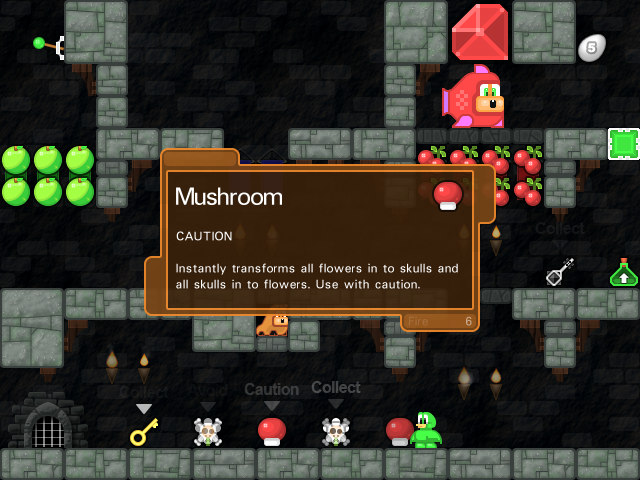 5
Mushroom
CAUTION
Instantly transforms all flowers in to skulls and
all skulls in to flowers. Use with caution.
Collect
Fire 6
Caution Collect